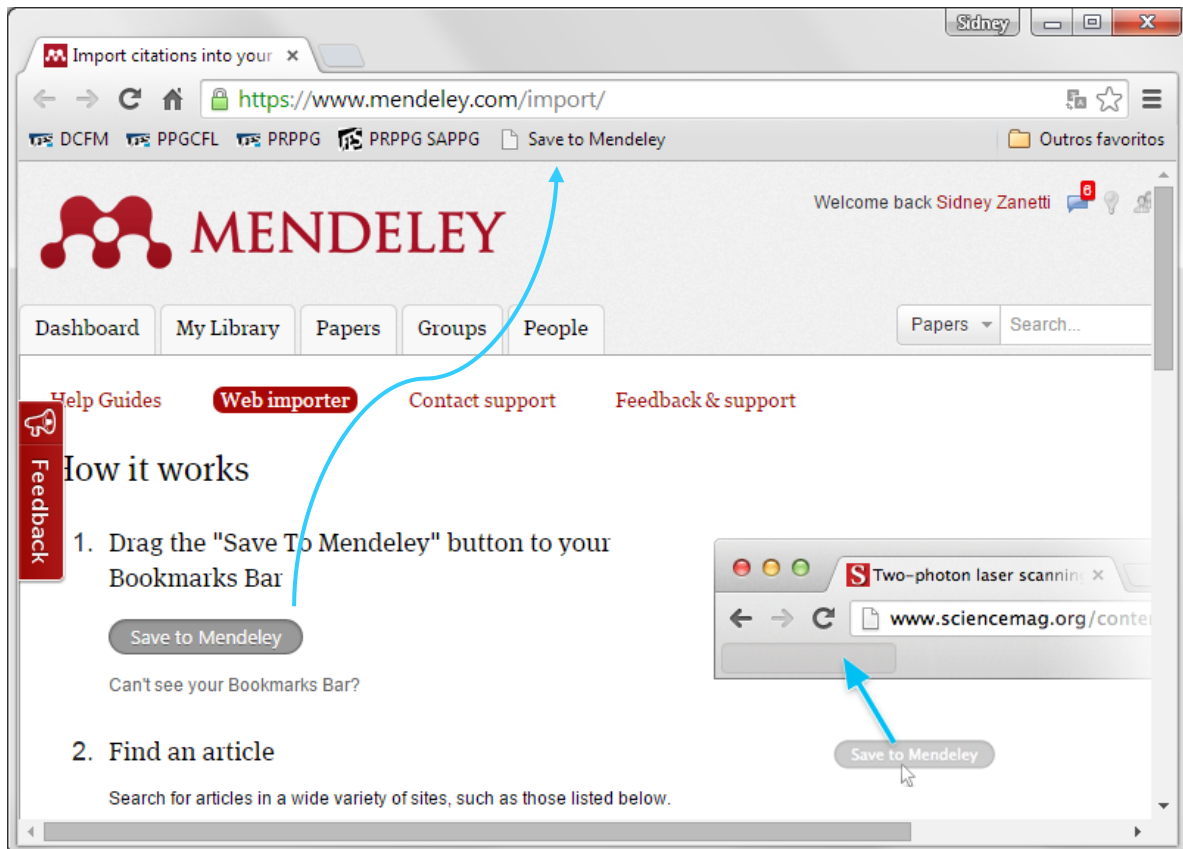 Sidney
Import citations into your
https://www.mendeley.com/import/
DCFM PPGCFL PRPPG PRPPG SAPPG Save to Mendeley Outros favoritos
Welcome back Sidney Zanetti 6
MENDELEY
Dashboard My Library Papers Groups People Papers Search...
Help Guides Web importer Contact support Feedback & support
Feedback
How it works
1. Drag the "Save To Mendeley" button to your
Bookmarks Bar
Save to Mendeley
Can't see your Bookmarks Bar?
S Two-photon laser scanning
www.sciencemag.org/conte
2. Find an article
Save to Mendeley
Search for articles in a wide variety of sites, such as those listed below.